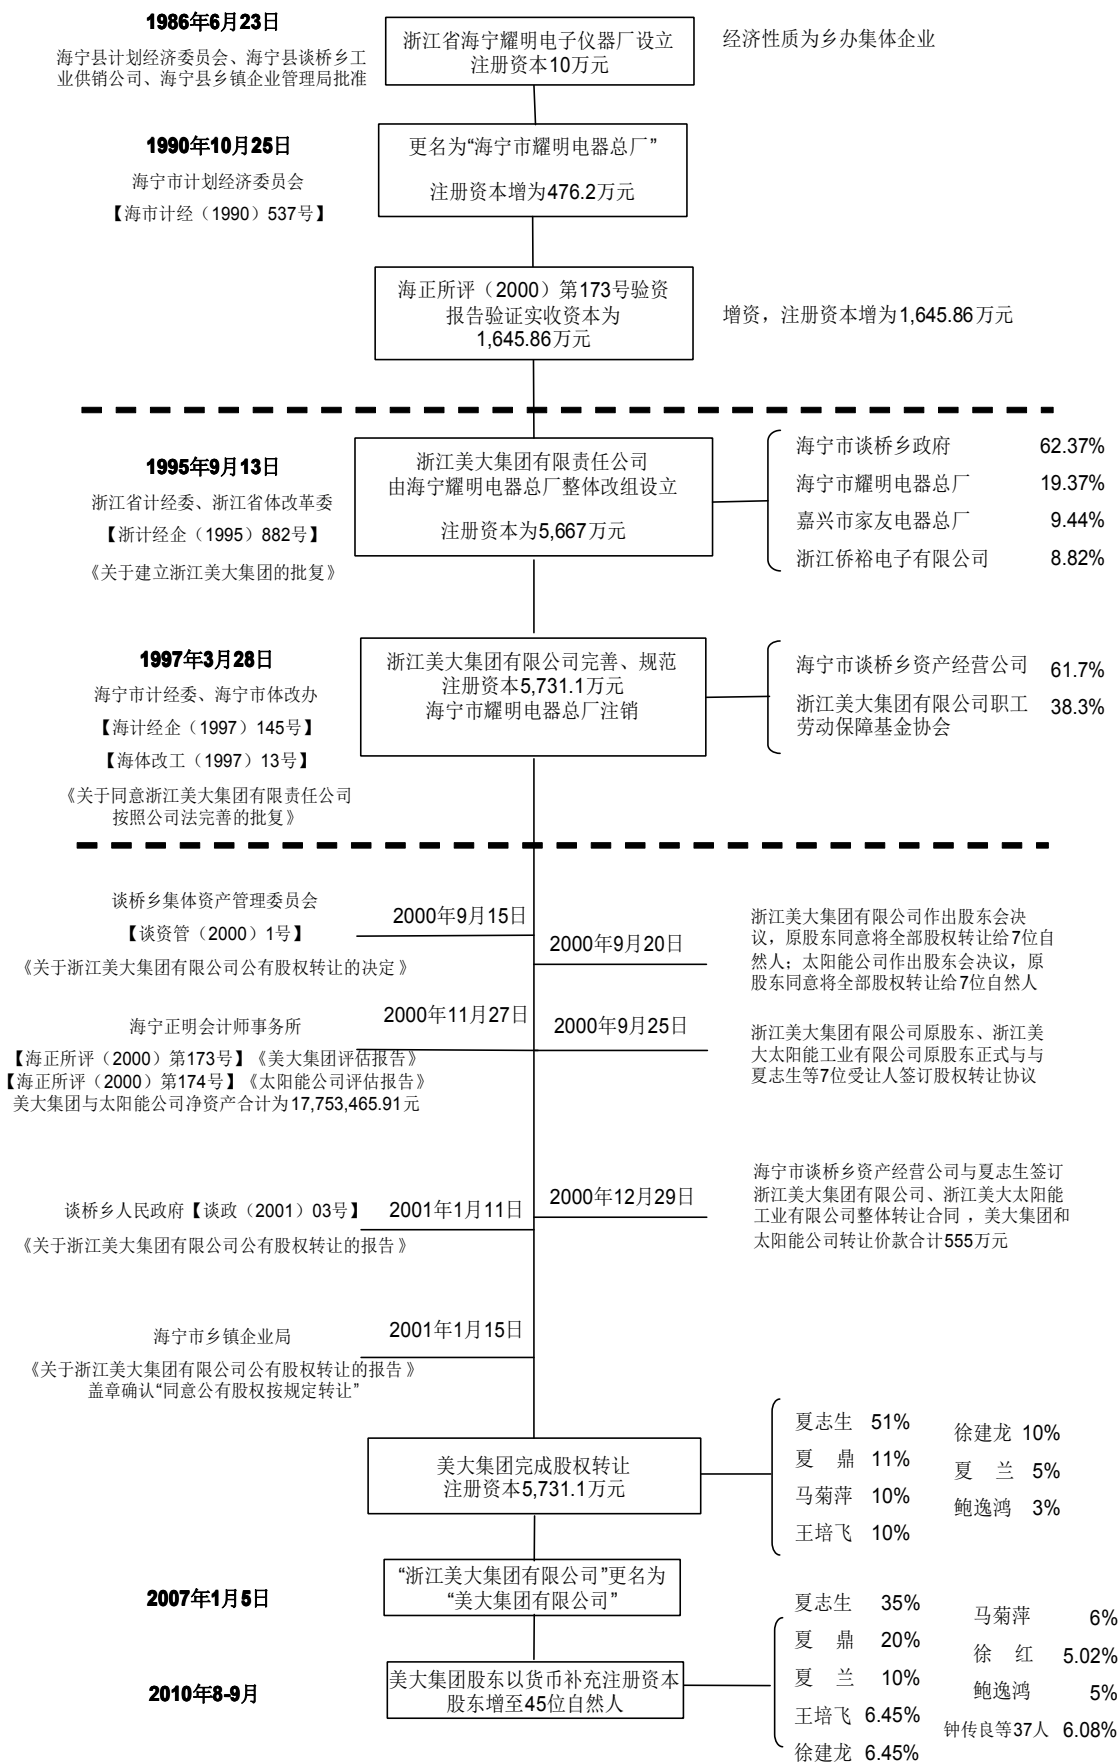 1986年6月23日
海宁县计划经济委员会、海宁县谈桥乡工
业供销公司、海宁县乡镇企业管理局批准
浙江省海宁耀明电子仪器厂设立
注册资本10万元
经济性质为乡办集体企业
1990年10月25日
海宁市计划经济委员会
【海市计经（1990）537号】
更名为“海宁市耀明电器总厂”
注册资本增为476.2万元
海正所评（2000）第173号验资
报告验证实收资本为
1,645.86万元
增资，注册资本增为1,645.86万元
1995年9月13日
浙江省计经委、浙江省体改革委
【浙计经企（1995）882号】
《关于建立浙江美大集团的批复》
浙江美大集团有限责任公司
由海宁耀明电器总厂整体改组设立
注册资本为5,667万元
海宁市谈桥乡政府 62.37%
海宁市耀明电器总厂 19.37%
嘉兴市家友电器总厂 9.44%
浙江侨裕电子有限公司 8.82%
1997年3月28日
海宁市计经委、海宁市体改办
【海计经企（1997）145号】
【海体改工（1997）13号】
《关于同意浙江美大集团有限责任公司
按照公司法完善的批复》
浙江美大集团有限公司完善、规范
注册资本5,731.1万元
海宁市耀明电器总厂注销
海宁市谈桥乡资产经营公司 61.7%
浙江美大集团有限公司职工 38.3%
劳动保障基金协会
谈桥乡集体资产管理委员会
【谈资管（2000）1号】
《关于浙江美大集团有限公司公有股权转让的决定》
2000年9月15日
2000年9月20日
浙江美大集团有限公司作出股东会决
议，原股东同意将全部股权转让给7位自
然人；太阳能公司作出股东会决议，原
股东同意将全部股权转让给7位自然人
海宁正明会计师事务所
【海正所评（2000）第173号】《美大集团评估报告》
【海正所评（2000）第174号】《太阳能公司评估报告》
美大集团与太阳能公司净资产合计为17,753,465.91元
2000年11月27日
2000年9月25日
浙江美大集团有限公司原股东、浙江美
大太阳能工业有限公司原股东正式与与
夏志生等7位受让人签订股权转让协议
谈桥乡人民政府【谈政（2001）03号】
《关于浙江美大集团有限公司公有股权转让的报告》
2001年1月11日
2000年12月29日
海宁市谈桥乡资产经营公司与夏志生签订
浙江美大集团有限公司、浙江美大太阳能
工业有限公司整体转让合同，美大集团和
太阳能公司转让价款合计555万元
海宁市乡镇企业局
《关于浙江美大集团有限公司公有股权转让的报告》
盖章确认“同意公有股权按规定转让”
2001年1月15日
美大集团完成股权转让
注册资本5,731.1万元
夏志生 51%
夏 鼎 11%
马菊萍 10%
王培飞 10%
徐建龙 10%
夏 兰 5%
鲍逸鸿 3%
2007年1月5日
“浙江美大集团有限公司”更名为
“美大集团有限公司”
2010年8-9月
美大集团股东以货币补充注册资本
股东增至45位自然人
夏志生 35%
夏 鼎 20%
夏 兰 10%
王培飞 6.45%
徐建龙 6.45%
马菊萍 6%
徐 红 5.02%
鲍逸鸿 5%
钟传良等37人 6.08%